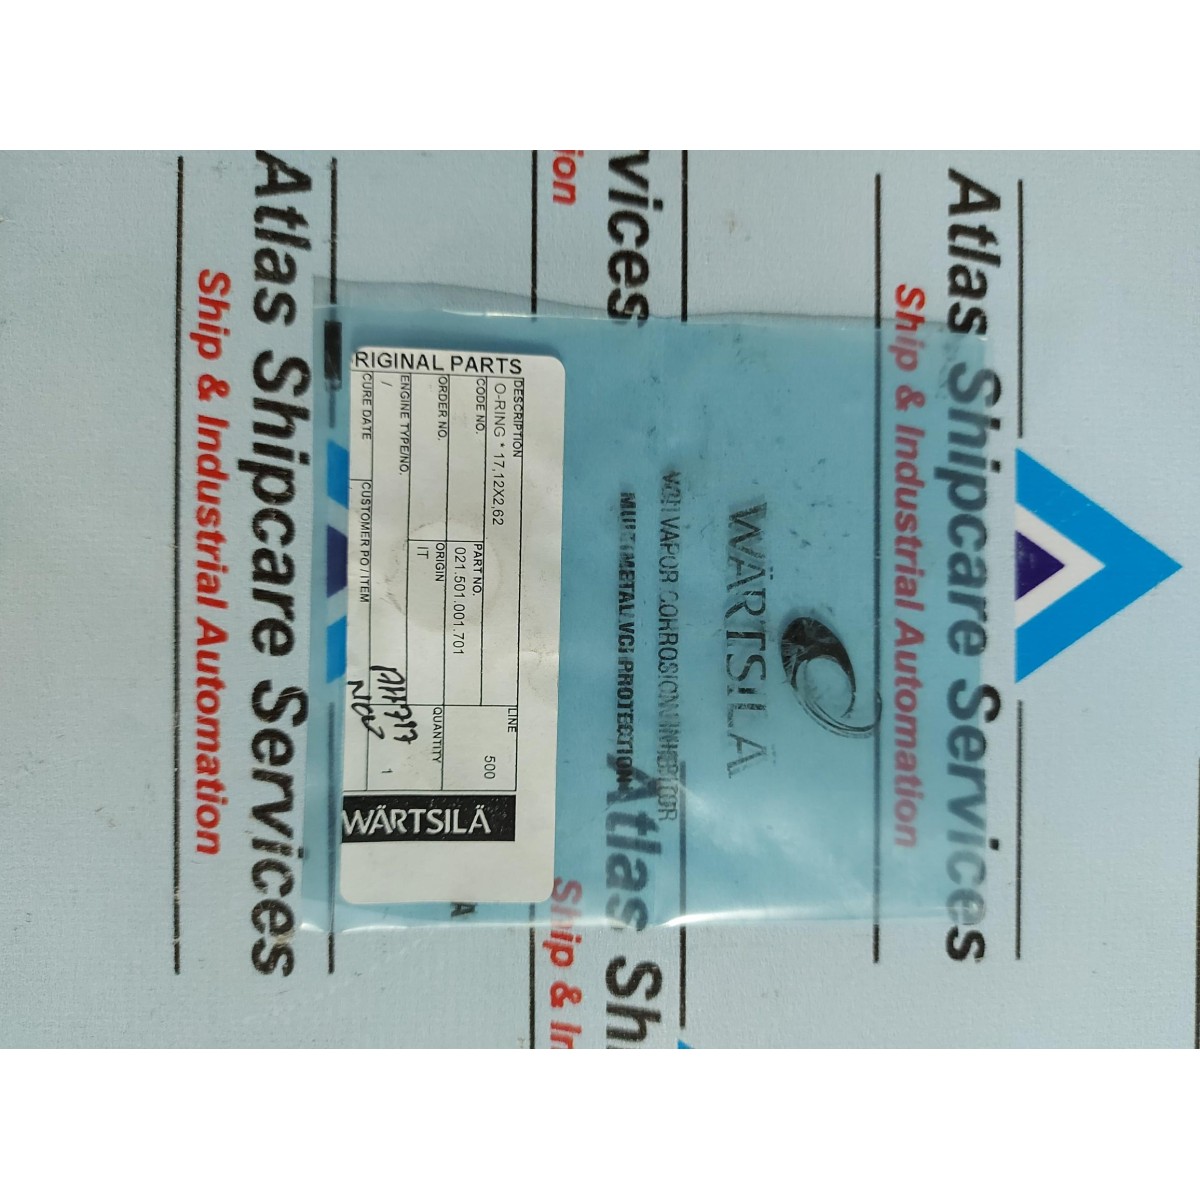 Atlas Shipcare Services
Ship & Industrial Automation
vices
ion
WÄRTSILÄ
VCI VAPOR CORROSION INHIBITOR
MULTIMETAL VCI PROTECTION
RIGINAL PARTS
DESCRIPTION
O-RING * 17,12X2,62
LINE
500
CODE NO.
PART NO.
021.501.001.701
ORDER NO.
ORIGIN
IT
QUANTITY
1
ENGINE TYPE/NO.
/
CURE DATE
CUSTOMER PO / ITEM
WÄRTSILÄ
A
Atlas Sh
Ship & In
Atlas Shipcare Services
Ship & Industrial Automation